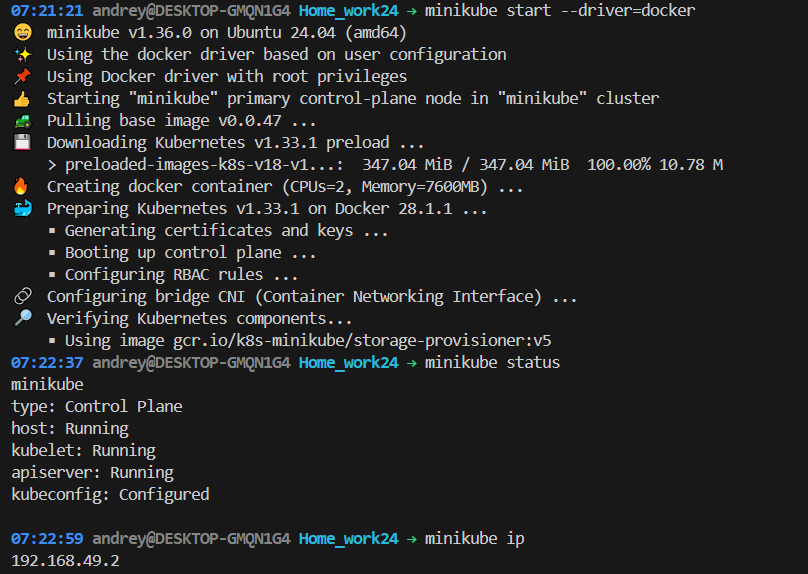 07:21:21 andrey@DESKTOP-GMQN1G4 Home_work24 → minikube start --driver=docker
😄 minikube v1.36.0 on Ubuntu 24.04 (amd64)
✨ Using the docker driver based on user configuration
📌 Using Docker driver with root privileges
👍 Starting "minikube" primary control-plane node in "minikube" cluster
🚜 Pulling base image v0.0.47 ...
💾 Downloading Kubernetes v1.33.1 preload ...
> preloaded-images-k8s-v18-v1...: 347.04 MiB / 347.04 MiB 100.00% 10.78 M
🔥 Creating docker container (CPUs=2, Memory=7600MB) ...
🐳 Preparing Kubernetes v1.33.1 on Docker 28.1.1 ...
▪ Generating certificates and keys ...
▪ Booting up control plane ...
▪ Configuring RBAC rules ...
🔗 Configuring bridge CNI (Container Networking Interface) ...
🔎 Verifying Kubernetes components...
▪ Using image gcr.io/k8s-minikube/storage-provisioner:v5
07:22:37 andrey@DESKTOP-GMQN1G4 Home_work24 → minikube status
minikube
type: Control Plane
host: Running
kubelet: Running
apiserver: Running
kubeconfig: Configured
07:22:59 andrey@DESKTOP-GMQN1G4 Home_work24 → minikube ip
192.168.49.2